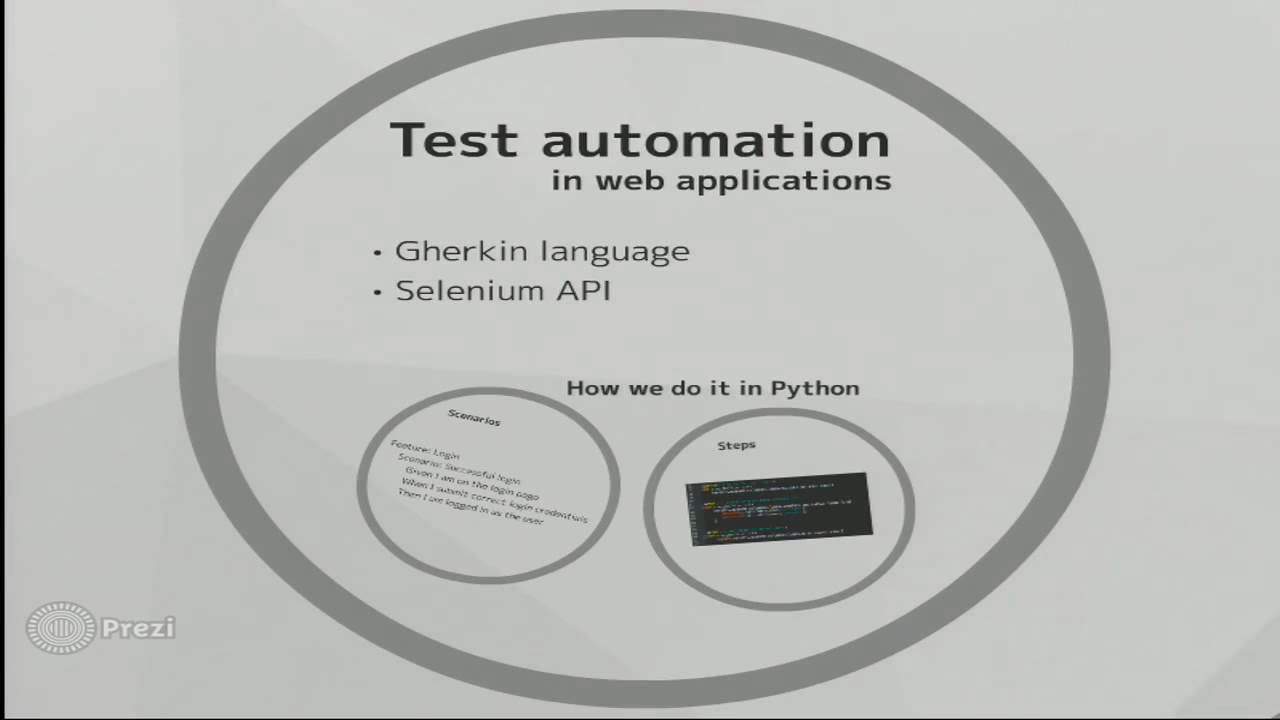 Test automation
in web applications
• Gherkin language
• Selenium API
How we do it in Python
Scenarios
Feature: Login
Scenario: Successful login
Given I am on the login page
When I submit correct login credentials
Then I am logged in as the user
Steps
Prezi